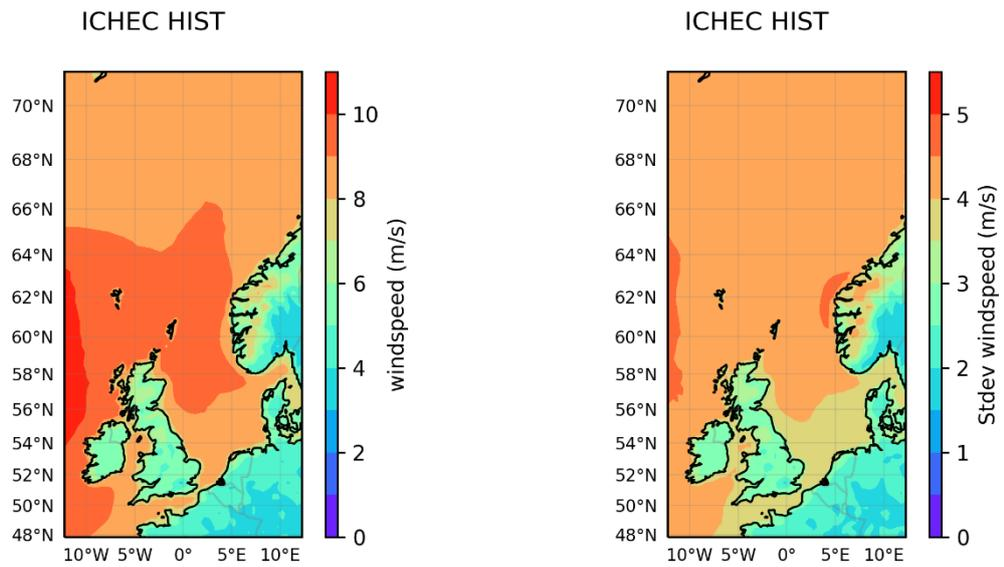 ICHEC HIST
70°N
68°N
66°N
64°N
62°N
60°N
58°N
56°N
54°N
52°N
50°N
48°N
10°W 5°W 0° 5°E 10°E
10
8
6
4
2
0
windspeed (m/s)
ICHEC HIST
70°N
68°N
66°N
64°N
62°N
60°N
58°N
56°N
54°N
52°N
50°N
48°N
10°W 5°W 0° 5°E 10°E
5
4
3
2
1
0
Stdev windspeed (m/s)